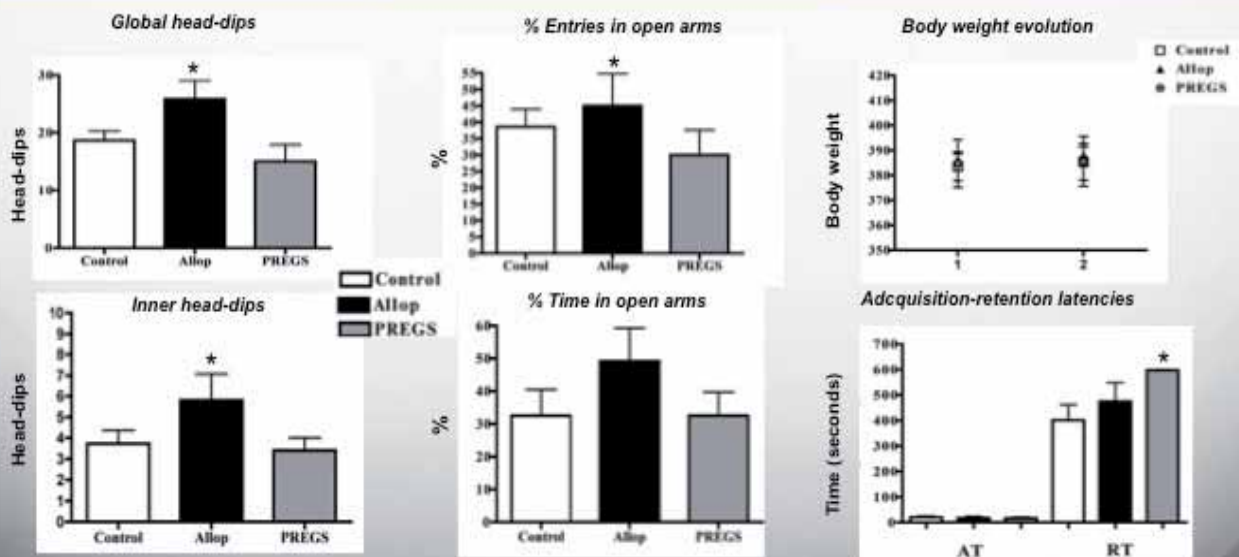 Global head-dips
Head-dips
30
20
10
0
*
Control Allop PREGS
% Entries in open arms
%
55
50
45
40
35
30
25
20
15
10
5
0
*
Control Allop PREGS
Body weight evolution
Body weight
420
410
400
390
380
370
360
350
1 2
Control
Allop
PREGS
Control
Allop
PREGS
Inner head-dips
Head-dips
10
9
8
7
6
5
4
3
2
1
0
*
Control Allop PREGS
% Time in open arms
%
60
50
40
30
20
10
0
Control Allop PREGS
Adcquisition-retention latencies
Time (seconds)
700
600
500
400
300
200
100
0
*
AT RT